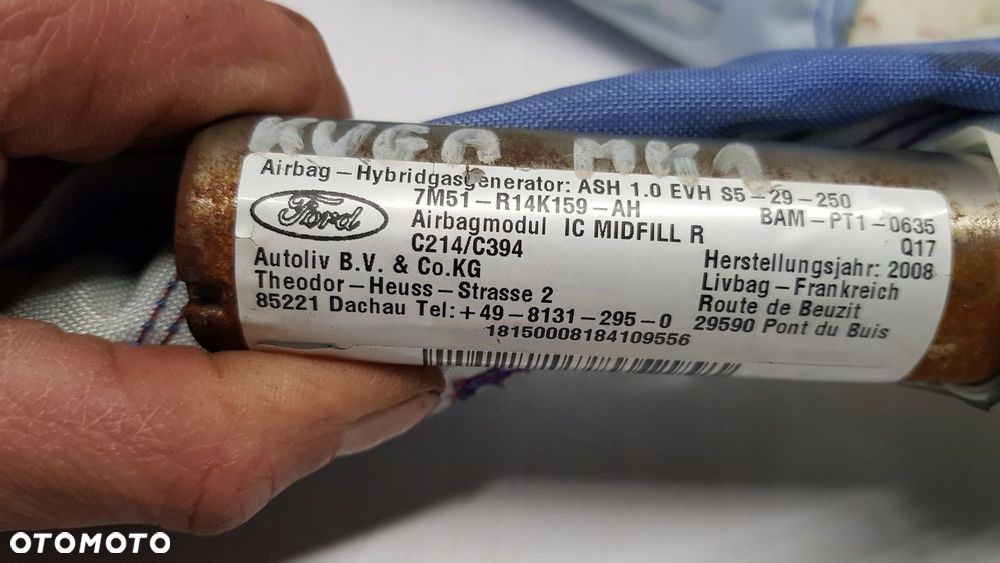 KUGA MK1
Airbag-Hybridgasgenerator: ASH 1.0 EVH S5-29-250
7M51-R14K159-AH BAM-PT1-0635
Ford
Airbagmodul IC MIDFILL R Q17
C214/C394
Herstellungsjahr: 2008
Autoliv B.V. & Co.KG
Livbag-Frankreich
Theodor-Heuss-Strasse 2
Route de Beuzit
85221 Dachau Tel:+49-8131-295-0
29590 Pont du Buis
18150008184109556
OTOMOTO